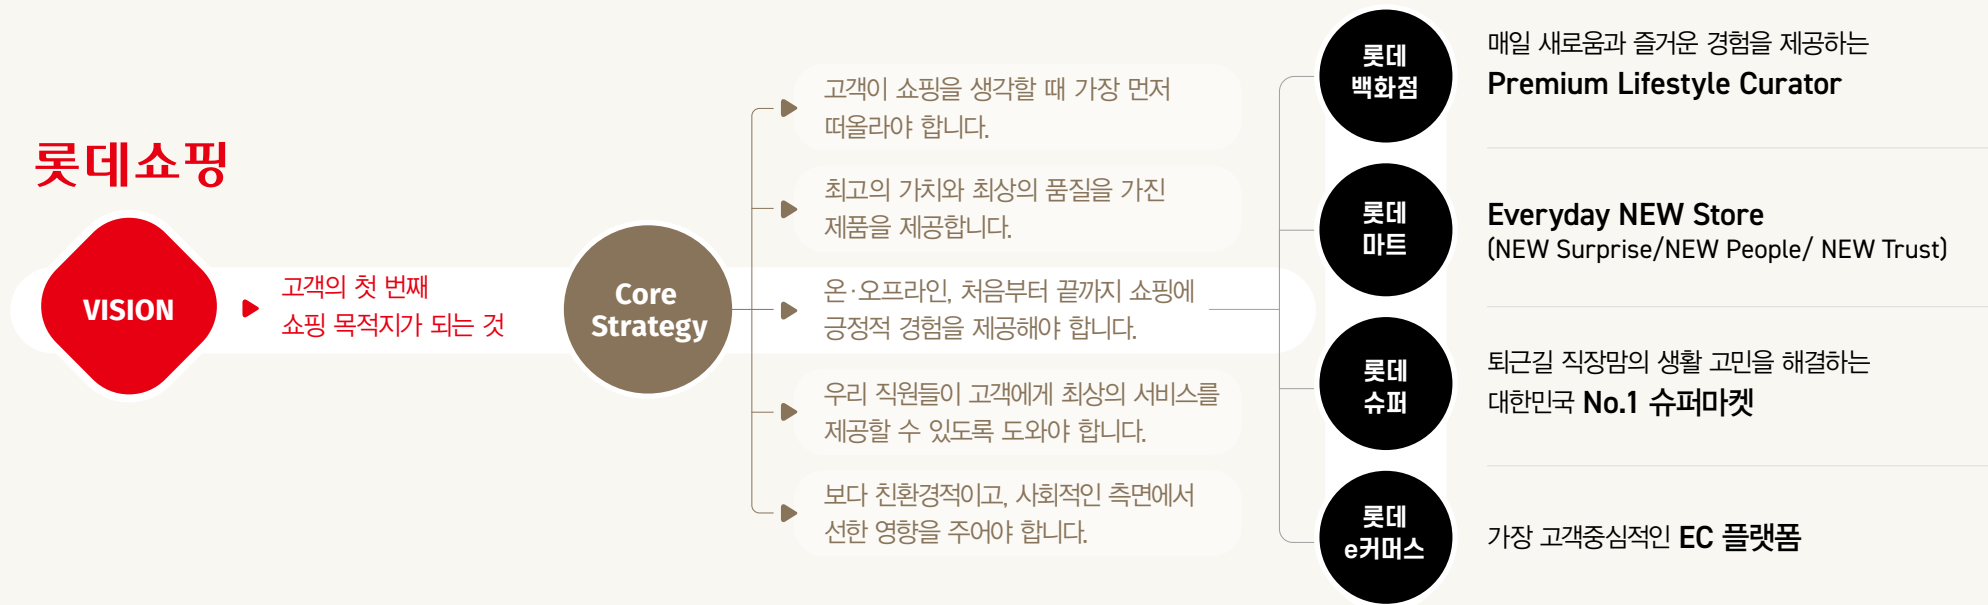 롯데쇼핑
VISION
고객의 첫 번째
쇼핑 목적지가 되는 것
Core
Strategy
고객이 쇼핑을 생각할 때 가장 먼저
떠올라야 합니다.
최고의 가치와 최상의 품질을 가진
제품을 제공합니다.
온·오프라인, 처음부터 끝까지 쇼핑에
긍정적 경험을 제공해야 합니다.
우리 직원들이 고객에게 최상의 서비스를
제공할 수 있도록 도와야 합니다.
보다 친환경적이고, 사회적인 측면에서
선한 영향을 주어야 합니다.
롯데
백화점
매일 새로움과 즐거운 경험을 제공하는
Premium Lifestyle Curator
롯데
마트
Everyday NEW Store
(NEW Surprise/NEW People/ NEW Trust)
롯데
슈퍼
퇴근길 직장맘의 생활 고민을 해결하는
대한민국 No.1 슈퍼마켓
롯데
e커머스
가장 고객중심적인 EC 플랫폼